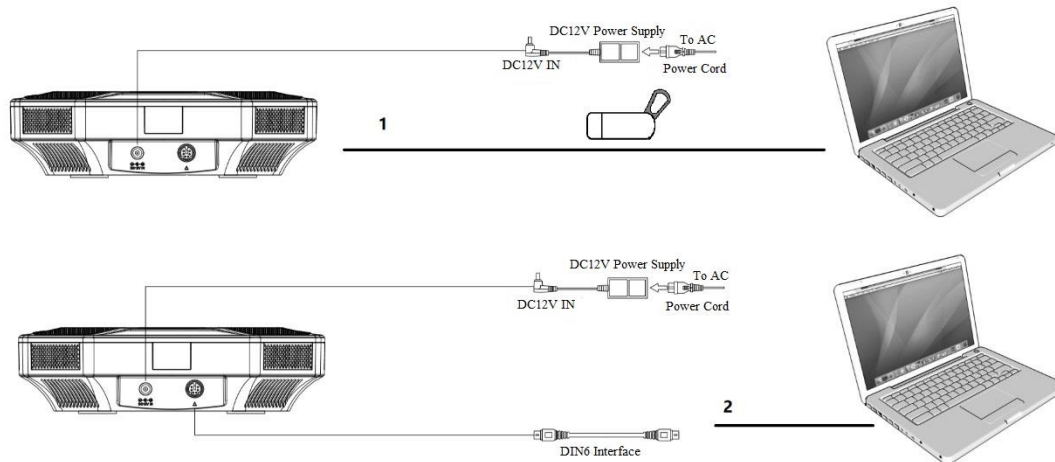 DC12V Power Supply
To AC
DC12V IN
Power Cord
1
DC12V Power Supply
To AC
DC12V IN
Power Cord
2
DIN6 Interface